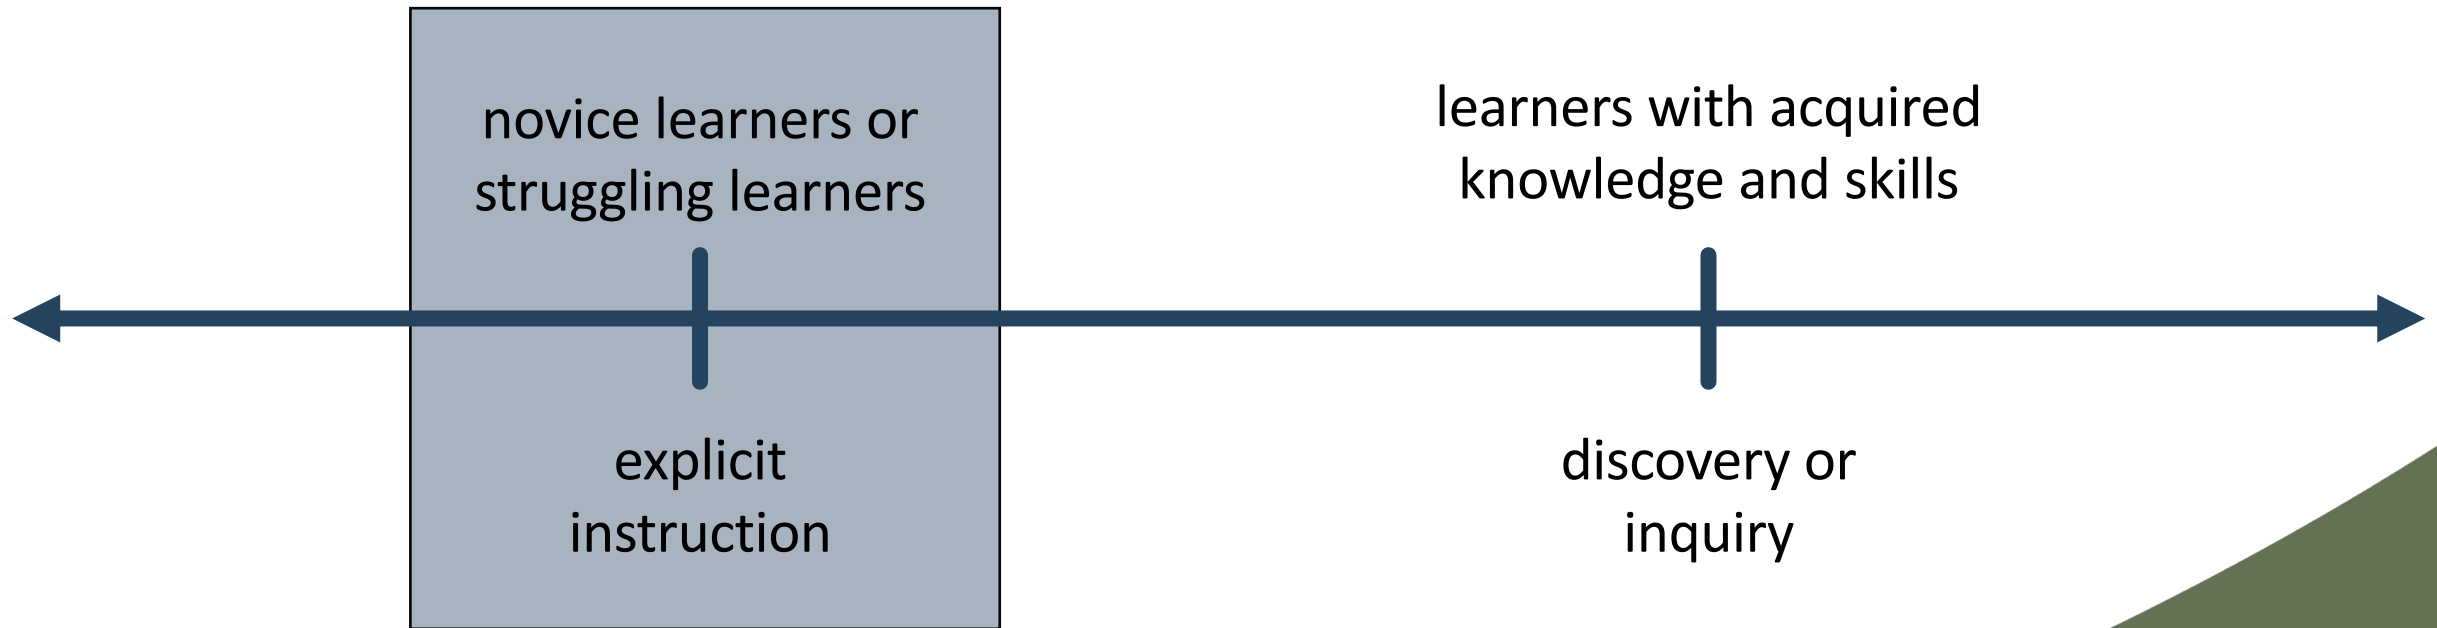 novice learners or
struggling learners
explicit
instruction
learners with acquired
knowledge and skills
discovery or
inquiry